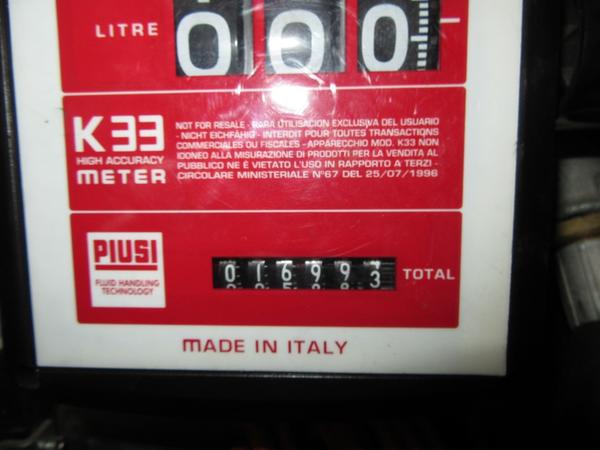 LITRE 000
K33
HIGH ACCURACY
METER
NOT FOR RESALE - PARA UTILISACION EXCLUSIVA DEL USUARIO
- NICHT EICHFÄHIG - INTERDIT POUR TOUTES TRANSACTIONS
COMMERCIALES OU FISCALES - APPARECCHIO MOD. K33 NON
IDONEO ALLA MISURAZIONE DI PRODOTTI PER LA VENDITA AL
PUBBLICO NE È VIETATO L'USO IN RAPPORTO A TERZI -
CIRCOLARE MINISTERIALE N°67 DEL 25/07/1996
PIUSI
FLUID HANDLING
TECHNOLOGY
016993 TOTAL
MADE IN ITALY